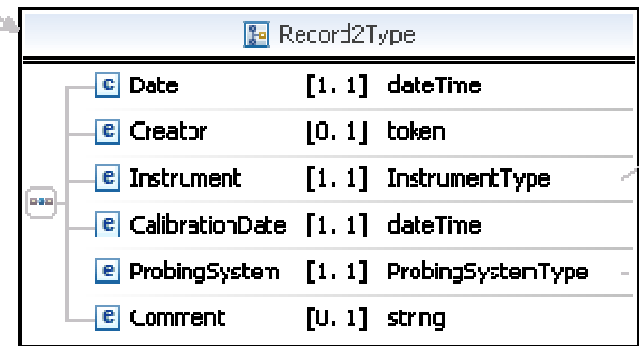 Record2Type
e Date [1..1] dateTime
e Creator [0..1] token
e Instrument [1..1] InstrumentType
e CalibrationDate [1..1] dateTime
e ProbingSystem [1..1] ProbingSystemType
e Comment [0..1] string